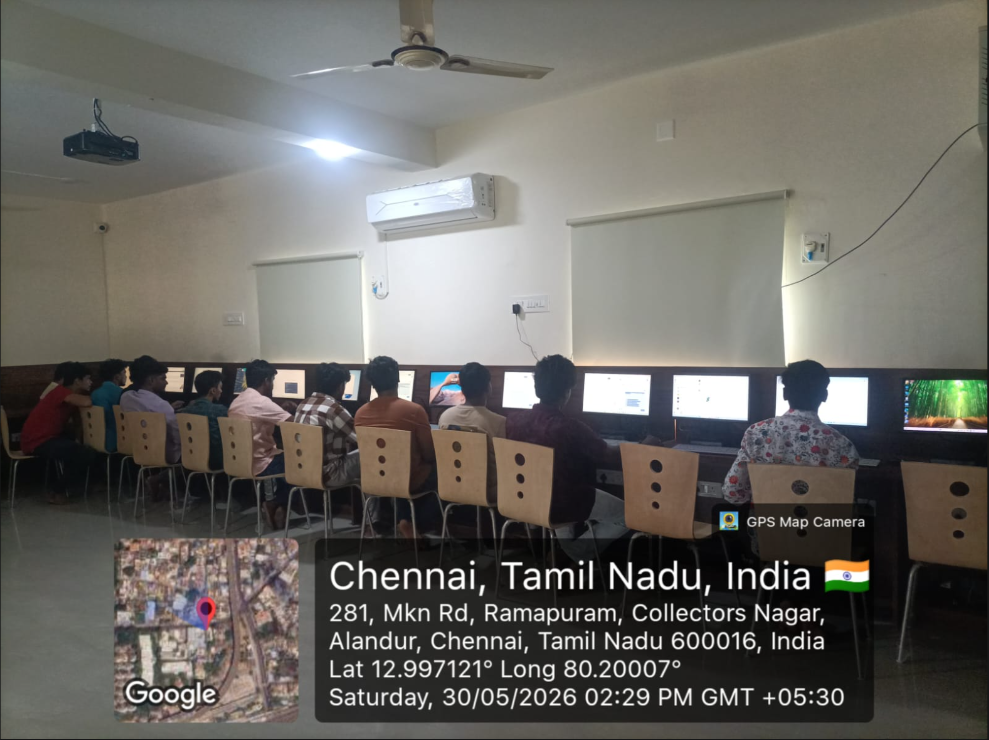 GPS Map Camera
Chennai, Tamil Nadu, India
281, Mkn Rd, Ramapuram, Collectors Nagar,
Alandur, Chennai, Tamil Nadu 600016, India
Lat 12.997121° Long 80.20007°
Saturday, 30/05/2026 02:29 PM GMT +05:30
Google